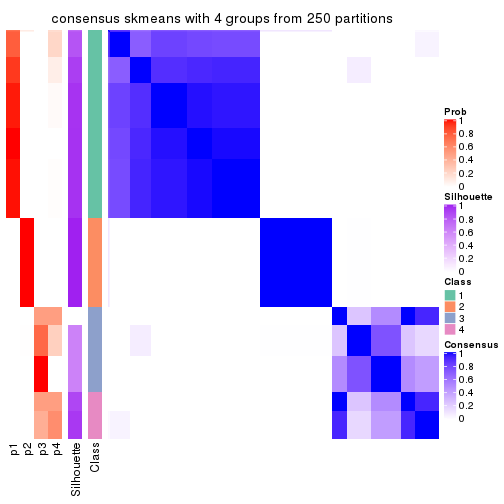 consensus skmeans with 4 groups from 250 partitions
Prob
1
0.8
0.6
0.4
0.2
0
Silhouette
1
0.8
0.6
0.4
0.2
0
Class
1
2
3
4
Consensus
1
0.8
0.6
0.4
0.2
0
p1
p2
p3
p4
Silhouette
Class